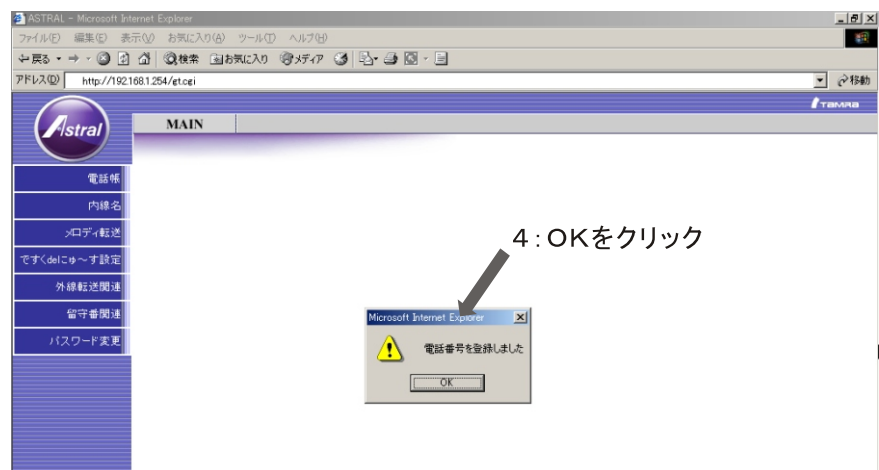 ASTRAL - Microsoft Internet Explorer
ファイル(F) 編集(E) 表示(V) お気に入り(A) ツール(T) ヘルプ(H)
戻る 検索 お気に入り メディア
アドレス(D) http://192.168.1.254/gt.cgi 移動
TAMRA
Astral
MAIN
電話帳
内線名
メロディ転送
ですくdeにゅ~す設定
外線転送関連
留守番関連
パスワード変更
4:OKをクリック
Microsoft Internet Explorer
電話番号を登録しました
OK